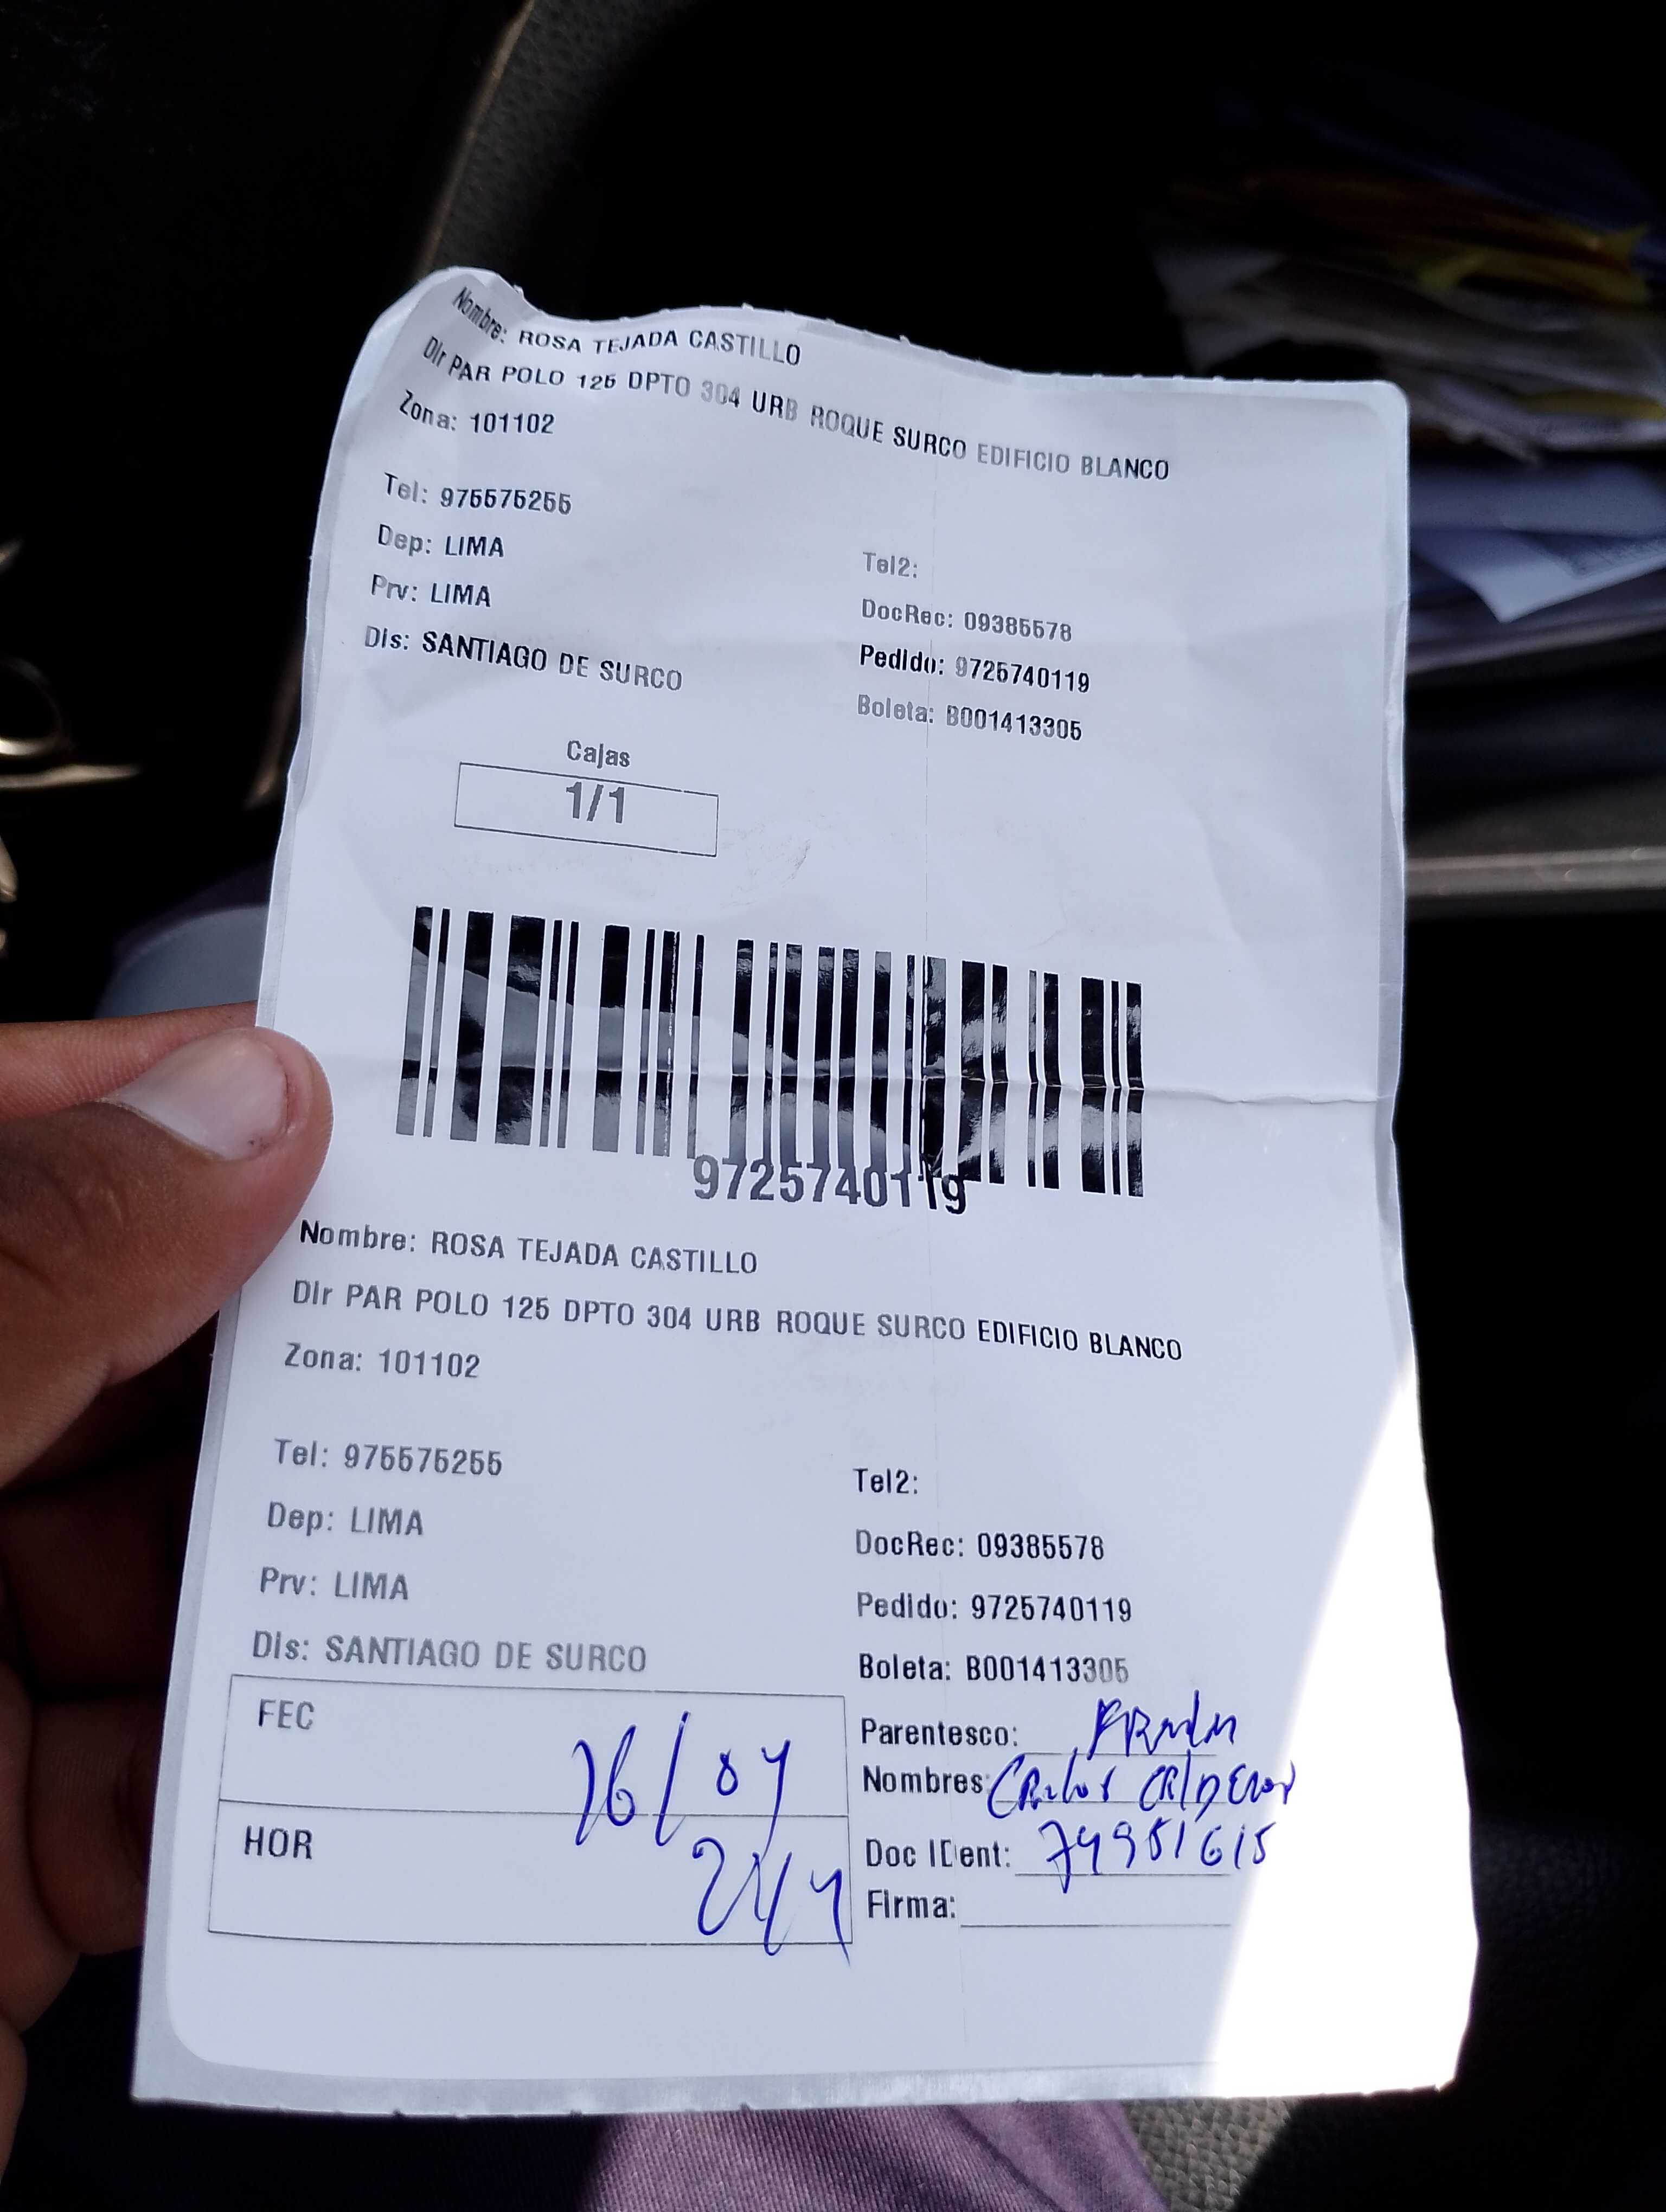 Nombre: ROSA TEJADA CASTILLO
Dir PAR POLO 125 DPTO 304 URB ROQUE SURCO EDIFICIO BLANCO
Zona: 101102
Tel: 975575255
Tel2:
Dep: LIMA
DocRec: 09385578
Prv: LIMA
Pedido: 9725740119
Dis: SANTIAGO DE SURCO
Boleta: B001413305
Cajas
1/1
9725740119
Nombre: ROSA TEJADA CASTILLO
Dir PAR POLO 125 DPTO 304 URB ROQUE SURCO EDIFICIO BLANCO
Zona: 101102
Tel: 975575255
Tel2:
Dep: LIMA
DocRec: 09385578
Prv: LIMA
Pedido: 9725740119
Dis: SANTIAGO DE SURCO
Boleta: B001413305
FEC
Parentesco:
Nombres: Carlos CAlDEron
HOR
Doc IDent: 74951615
Firma: